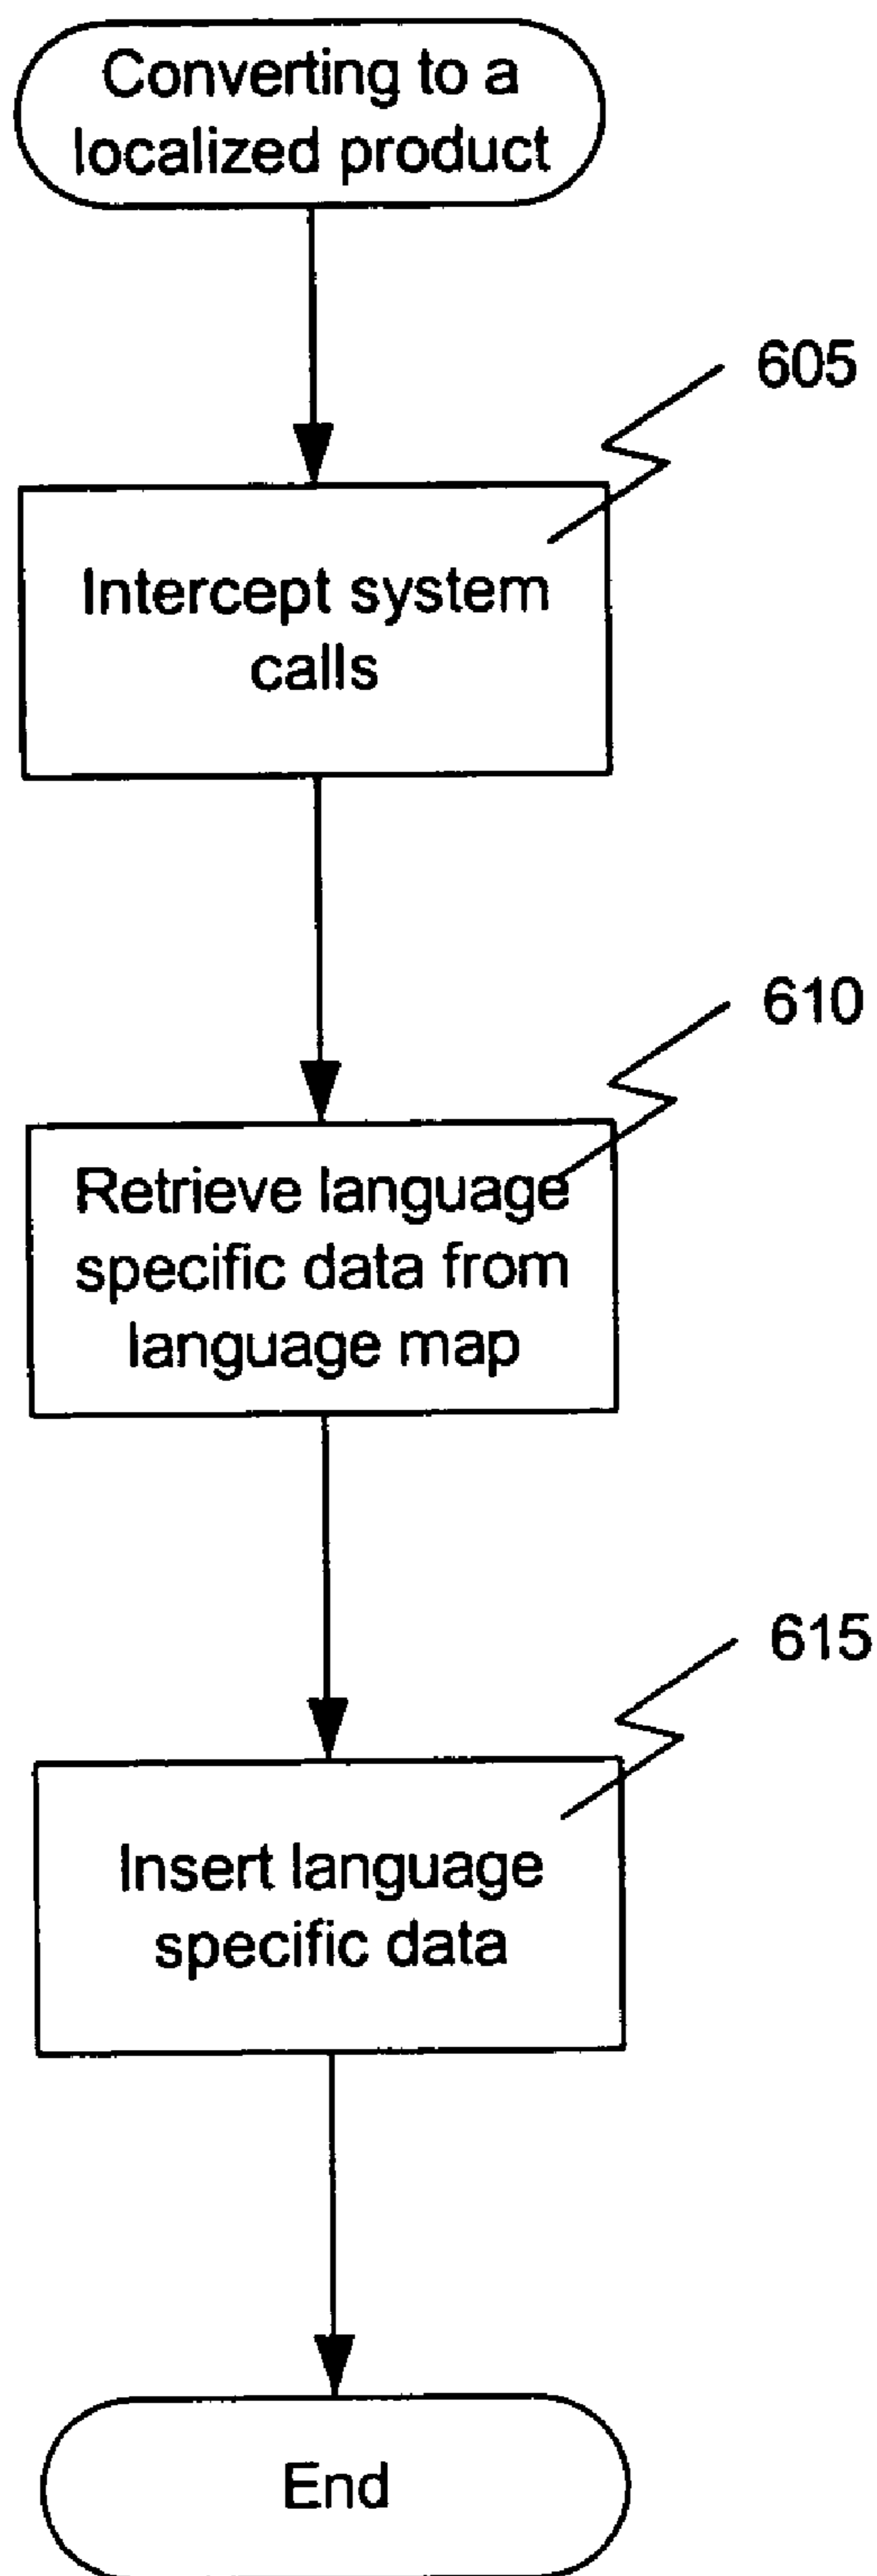 Converting to a
localized product
605
Intercept system
calls
610
Retrieve language
specific data from
language map
615
Insert language
specific data
End